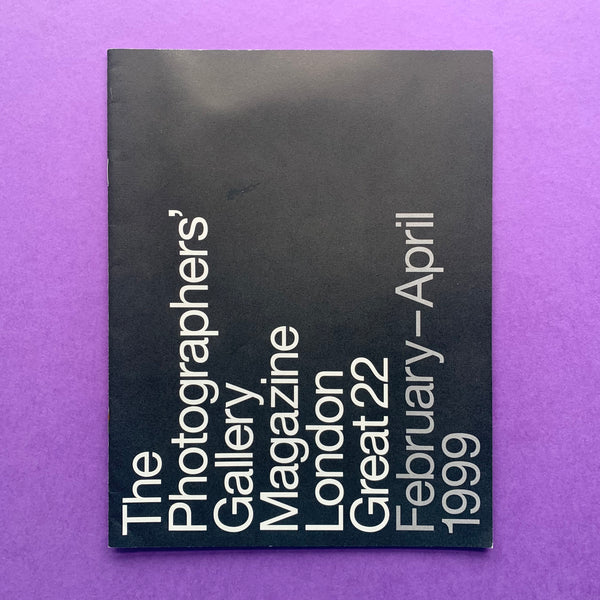 The
Photographers'
Gallery
Magazine
London
Great 22
February–April
1999